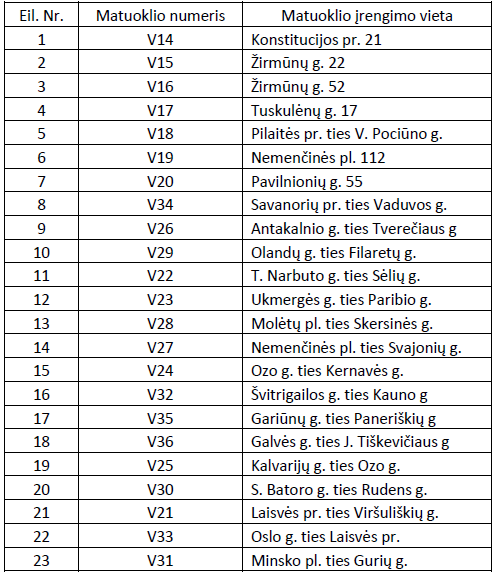 Eil. Nr. Matuoklio numeris Matuoklio įrengimo vieta
1 V14 Konstitucijos pr. 21
2 V15 Žirmūnų g. 22
3 V16 Žirmūnų g. 52
4 V17 Tuskulėnų g. 17
5 V18 Pilaitės pr. ties V. Pociūno g.
6 V19 Nemenčinės pl. 112
7 V20 Pavilnionių g. 55
8 V34 Savanorių pr. ties Vaduvos g.
9 V26 Antakalnio g. ties Tverečiaus g
10 V29 Olandų g. ties Filaretų g.
11 V22 T. Narbuto g. ties Sėlių g.
12 V23 Ukmergės g. ties Paribio g.
13 V28 Molėtų pl. ties Skersinės g.
14 V27 Nemenčinės pl. ties Svajonių g.
15 V24 Ozo g. ties Kernavės g.
16 V32 Švitrigailos g. ties Kauno g
17 V35 Gariūnų g. ties Paneriškių g
18 V36 Galvės g. ties J. Tiškevičiaus g
19 V25 Kalvarijų g. ties Ozo g.
20 V30 S. Batoro g. ties Rudens g.
21 V21 Laisvės pr. ties Viršuliškių g.
22 V33 Oslo g. ties Laisvės pr.
23 V31 Minsko pl. ties Gurių g.